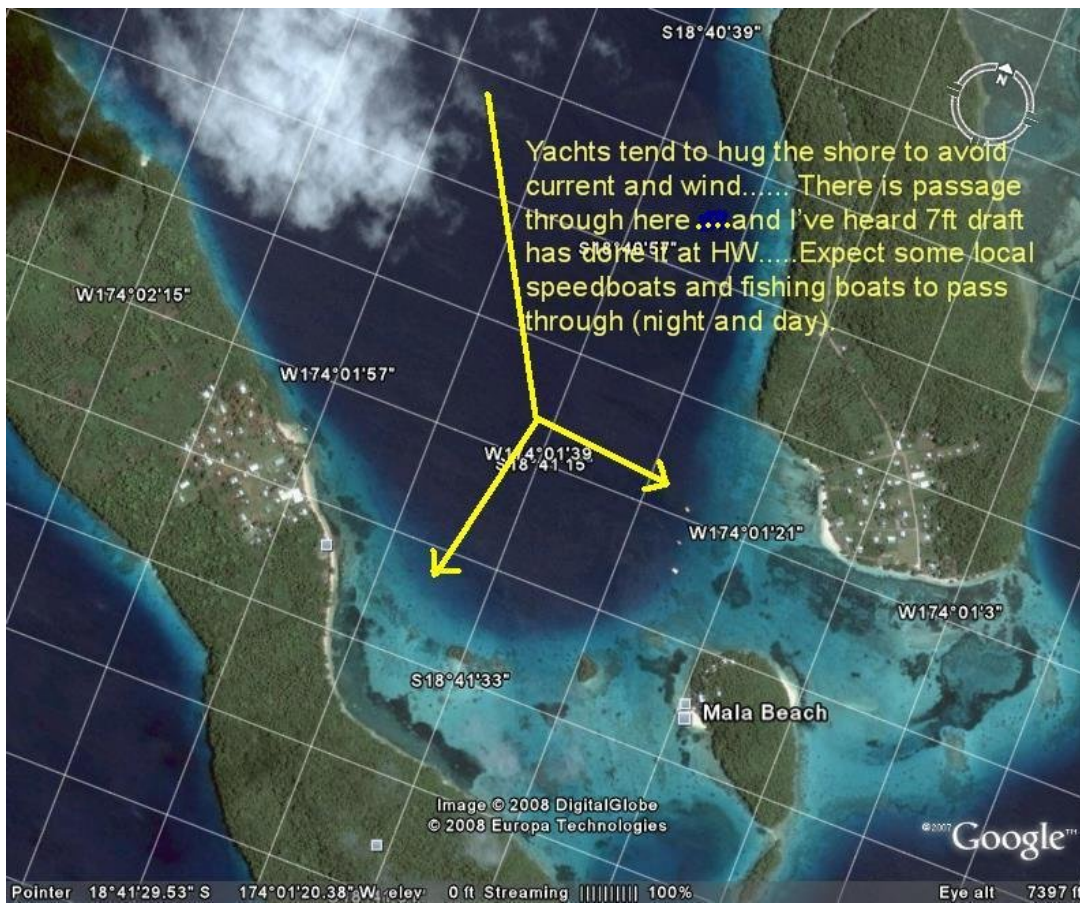 S18°40'39"
N
Yachts tend to hug the shore to avoid
current and wind...... There is passage
through here ....and I've heard 7ft draft
S18°40'57"
has done it at HW.....Expect some local
speedboats and fishing boats to pass
through (night and day).
W174°02'15"
W174°01'57"
W174°01'39
S18°41'15"
W174°01'21"
W174°01'3"
S18°41'33"
Mala Beach
Image © 2008 DigitalGlobe
© 2008 Europa Technologies
©2007 Google™
Pointer 18°41'29.53" S 174°01'20.38" W elev 0 ft Streaming |||||||||| 100% Eye alt 7397 ft